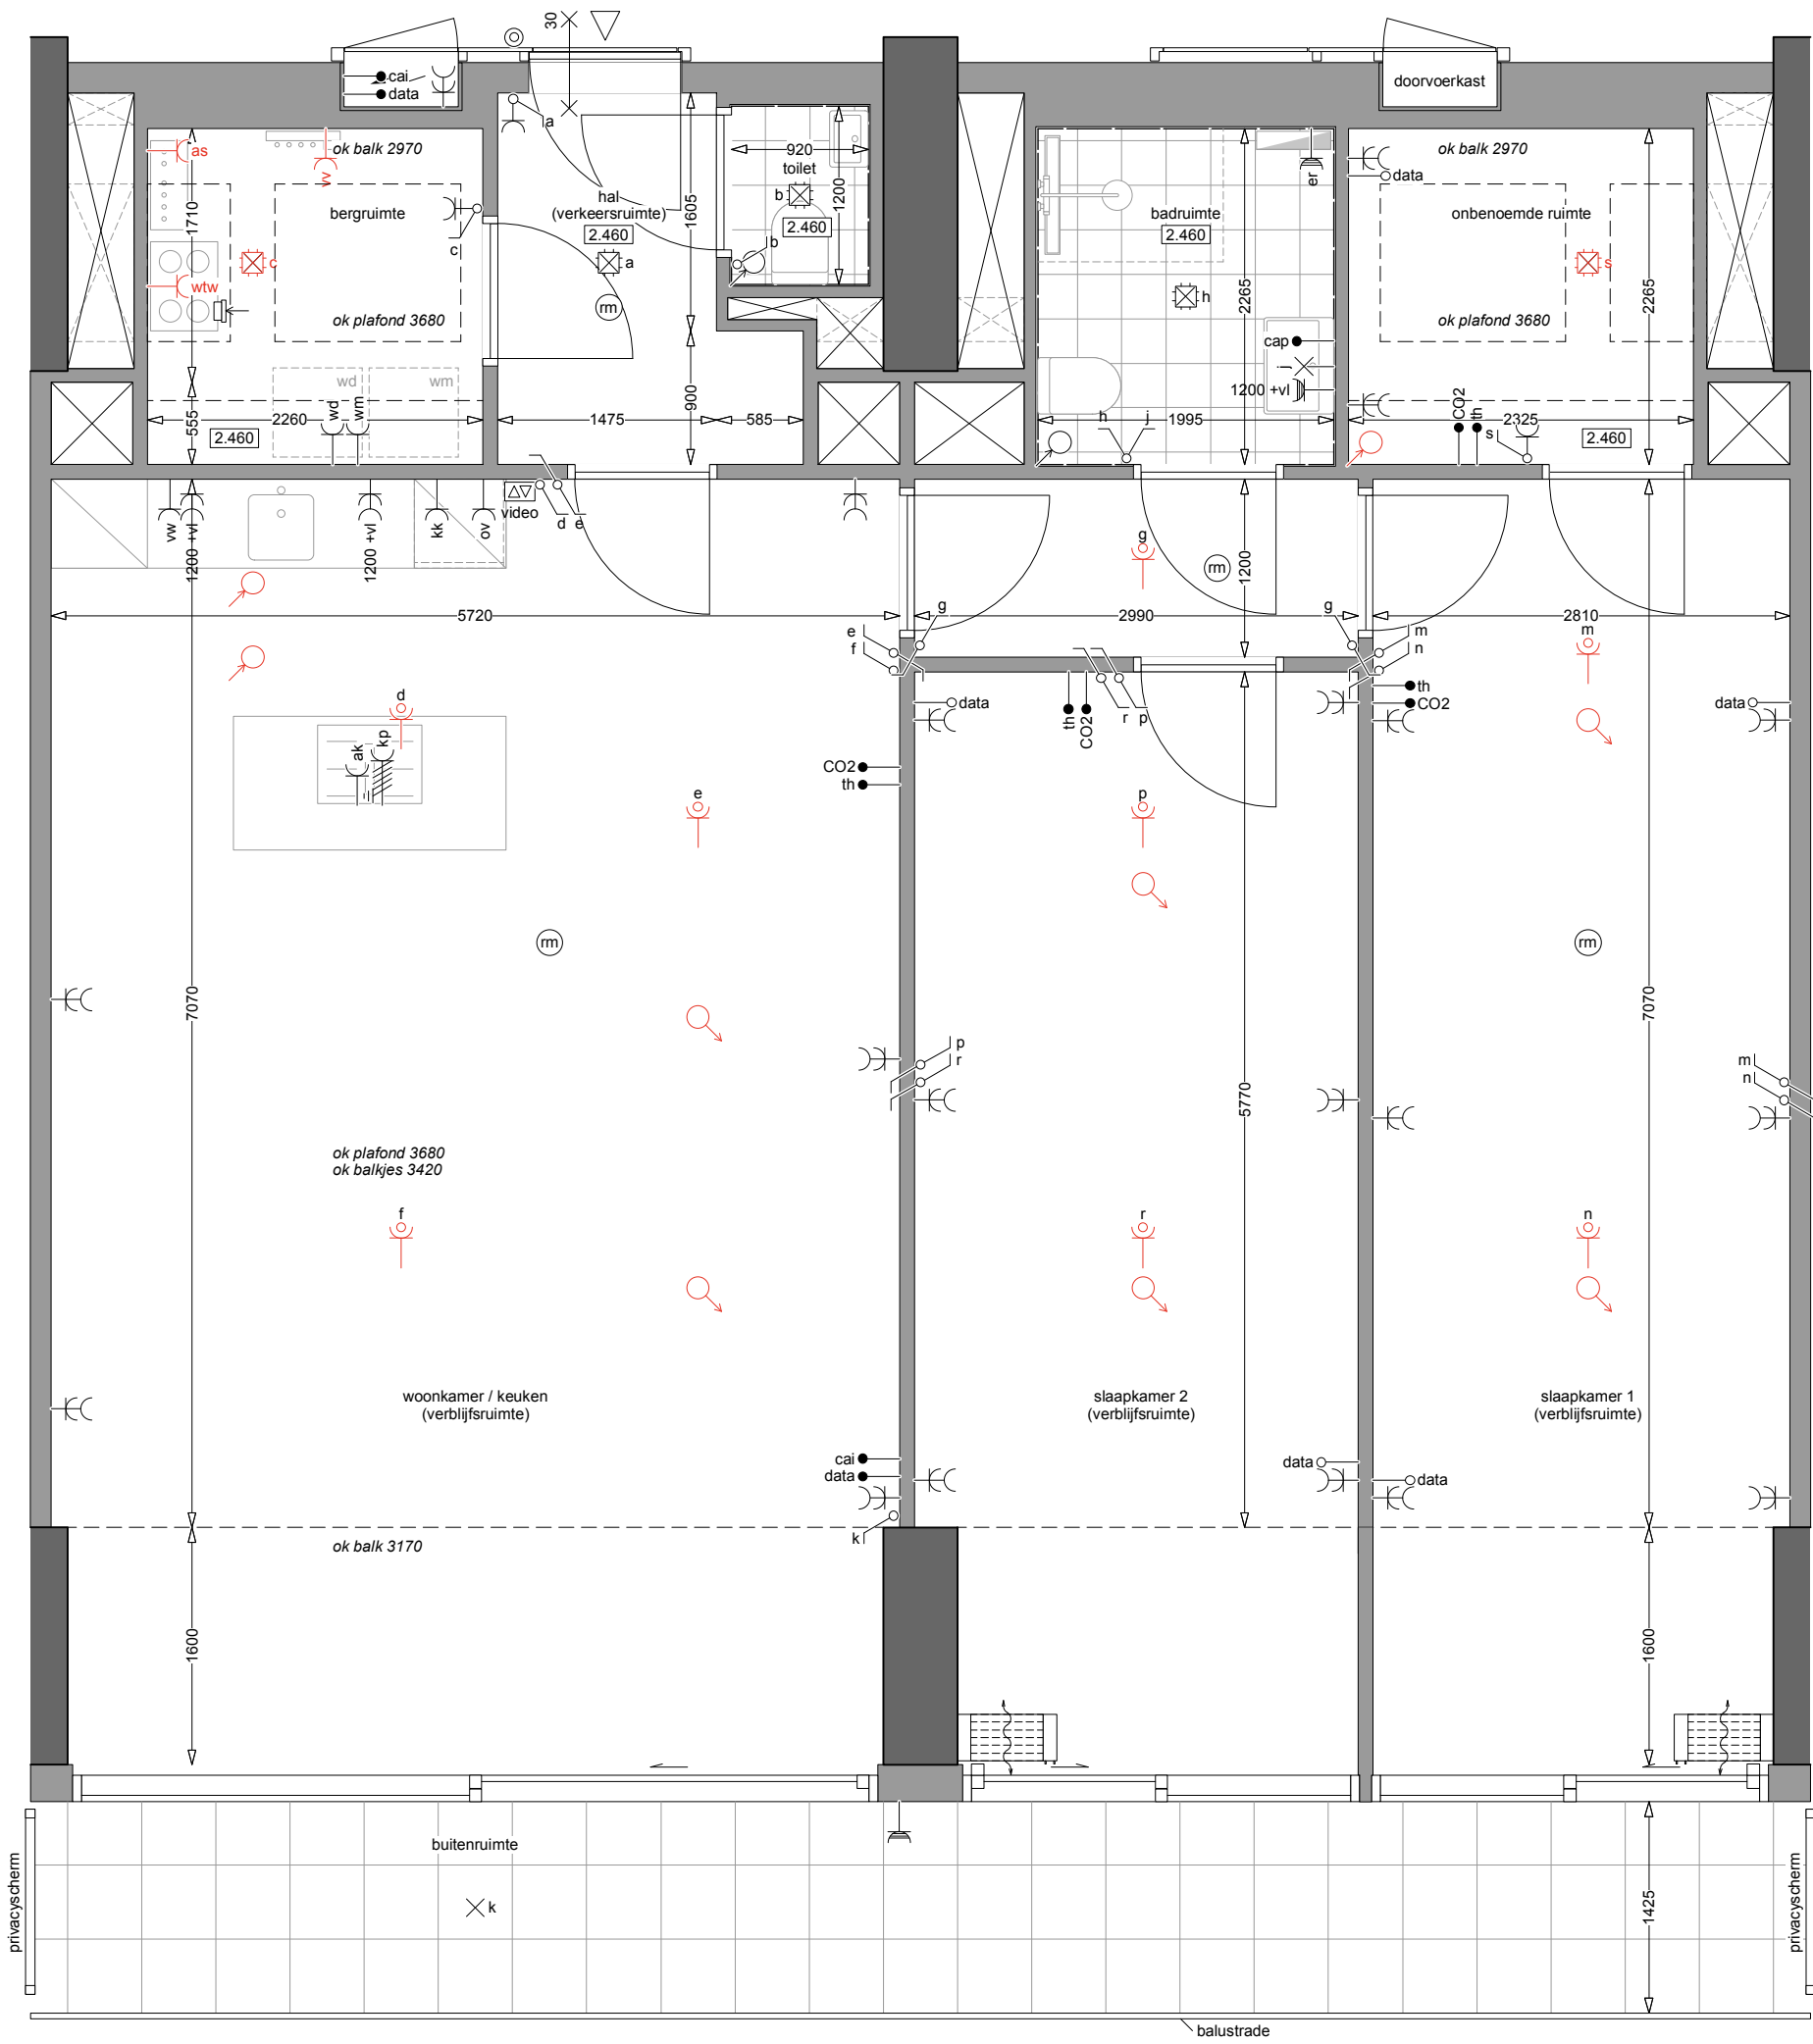 30
cai
data
a
doorvoerkast
as
vv
ok balk 2970
920
toilet
b
1200
2.460
er
ok balk 2970
data
1710
bergruimte
hal
(verkeersruimte)
2.460
1605
badruimte
2.460
onbenoemde ruimte
c
b
c
a
s
wtw
rm
h
2265
2265
ok plafond 3680
ok plafond 3680
cap
j
1200 +vl
wd
wm
555
2260
wd
wm
2.460
1475
900
585
h
j
1995
CO2
th
2325
s
2.460
vw
1200 +vl
1200 +vl
kk
ov
video
d
e
g
rm
1200
5720
g
2990
g
2810
e
f
m
n
m
d
th
CO2
data
th
CO2
r
p
data
ak
kp
CO2
th
e
p
rm
rm
7070
7070
p
r
m
n
5770
ok plafond 3680
ok balkjes 3420
f
r
n
woonkamer / keuken
(verblijfsruimte)
slaapkamer 2
(verblijfsruimte)
slaapkamer 1
(verblijfsruimte)
cai
data
data
data
k
ok balk 3170
1600
1600
buitenruimte
privacyscherm
k
1425
privacyscherm
balustrade